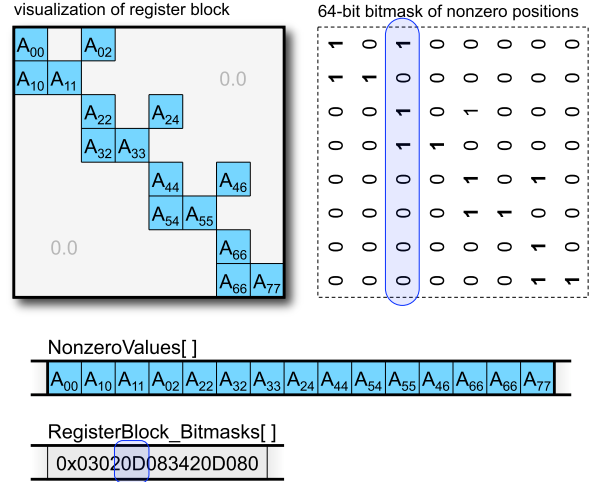 visualization of register block
64-bit bitmask of nonzero positions
A00 A02
0.0
A10 A11
A22 A24
A32 A33
A44 A46
A54 A55
0.0
A66
A66 A77
1 0 1 0 0 0 0 0
1 1 0 0 0 0 0 0
0 0 1 0 1 0 0 0
0 0 1 1 0 0 0 0
0 0 0 0 1 0 1 0
0 0 0 0 1 1 0 0
0 0 0 0 0 0 1 0
0 0 0 0 0 0 1 1
NonzeroValues[ ]
A00 A10 A11 A02 A22 A32 A33 A24 A44 A54 A55 A46 A66 A66 A77
RegisterBlock_Bitmasks[ ]
0x03020D083420D080